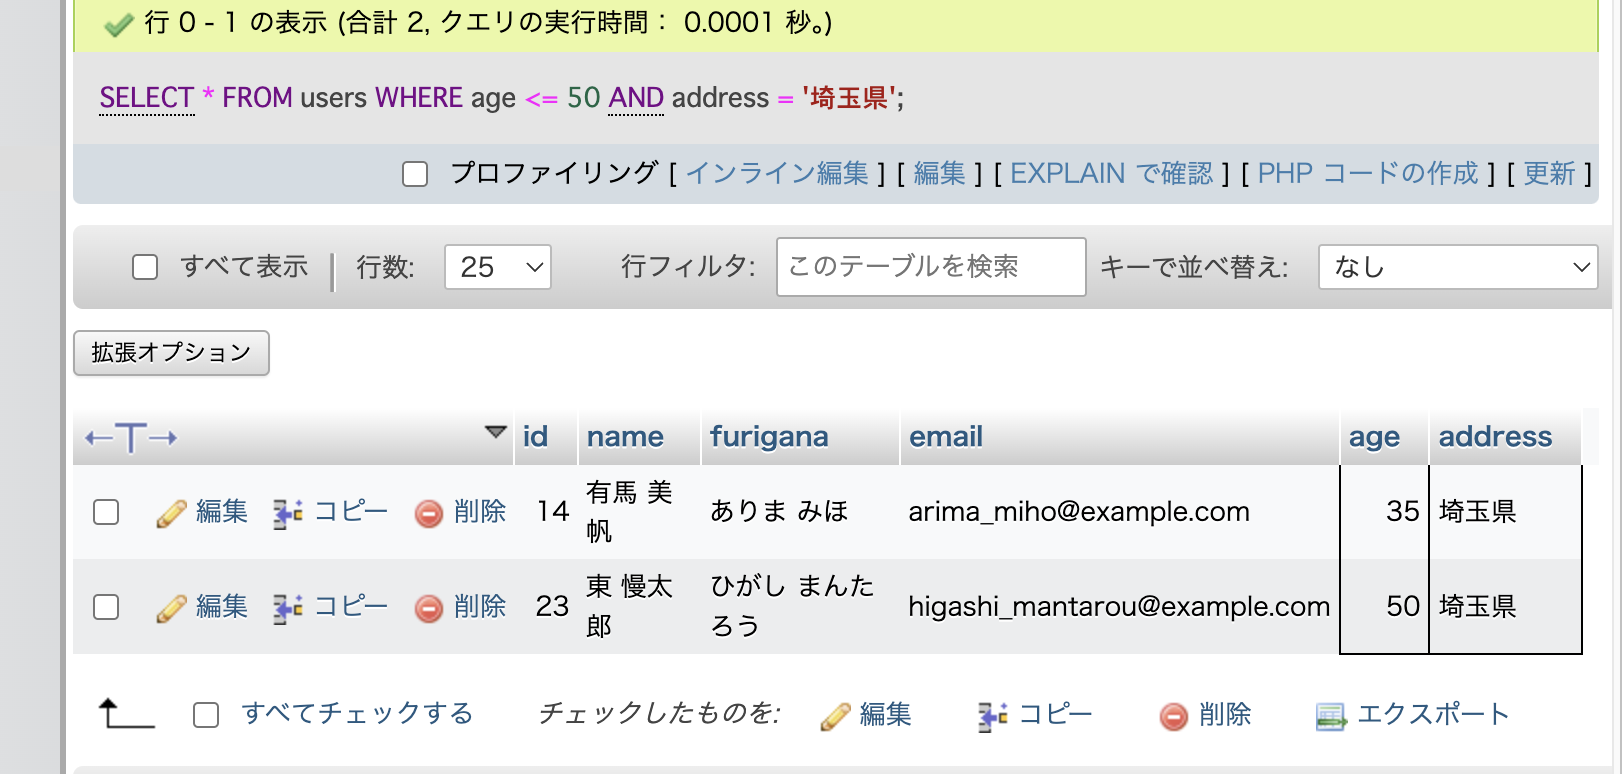 行 0 - 1 の表示 (合計 2, クエリの実行時間： 0.0001 秒。)
SELECT * FROM users WHERE age <= 50 AND address = '埼玉県';
プロファイリング [ インライン編集 ] [ 編集 ] [ EXPLAIN で確認 ] [ PHP コードの作成 ] [ 更新 ]
すべて表示 行数: 25 行フィルタ: このテーブルを検索 キーで並べ替え: なし
拡張オプション
←T→ id name furigana email age address
編集 コピー 削除 14 有馬 美帆 ありま みほ arima_miho@example.com 35 埼玉県
編集 コピー 削除 23 東 慢太郎 ひがし まんたろう higashi_mantarou@example.com 50 埼玉県
すべてチェックする チェックしたものを: 編集 コピー 削除 エクスポート